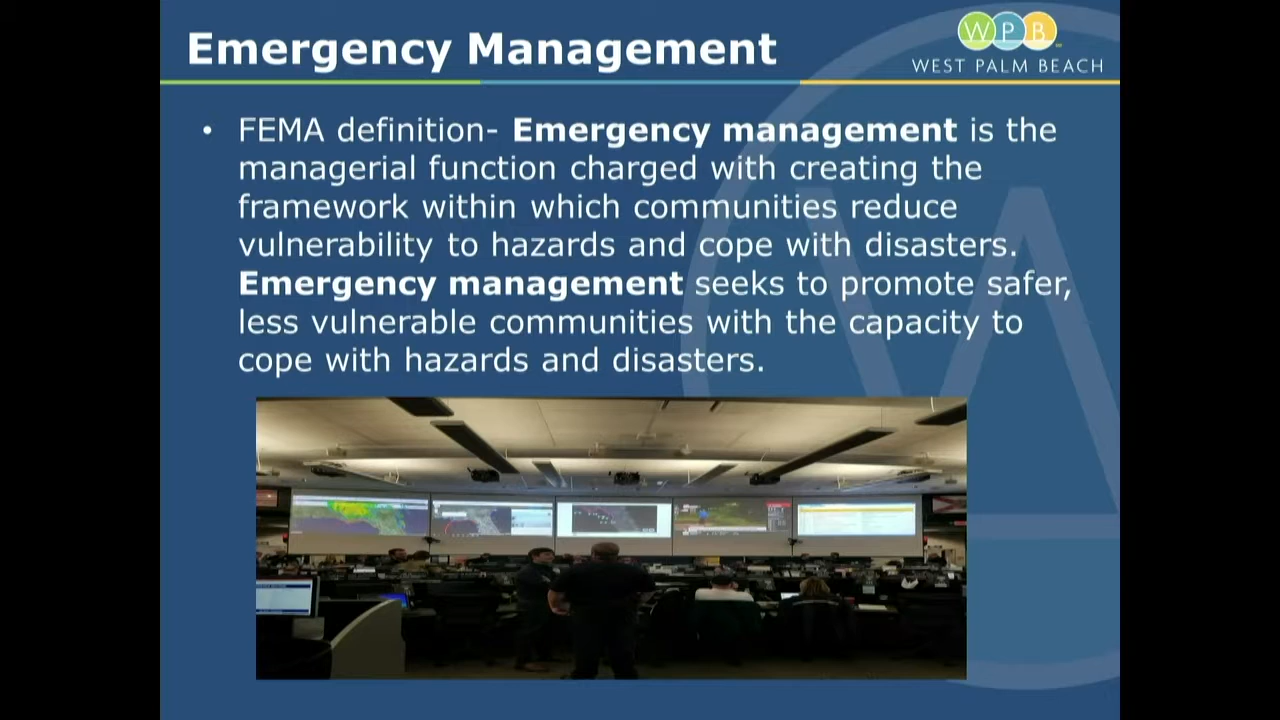 Emergency Management
WPB
WEST PALM BEACH
• FEMA definition- Emergency management is the
managerial function charged with creating the
framework within which communities reduce
vulnerability to hazards and cope with disasters.
Emergency management seeks to promote safer,
less vulnerable communities with the capacity to
cope with hazards and disasters.